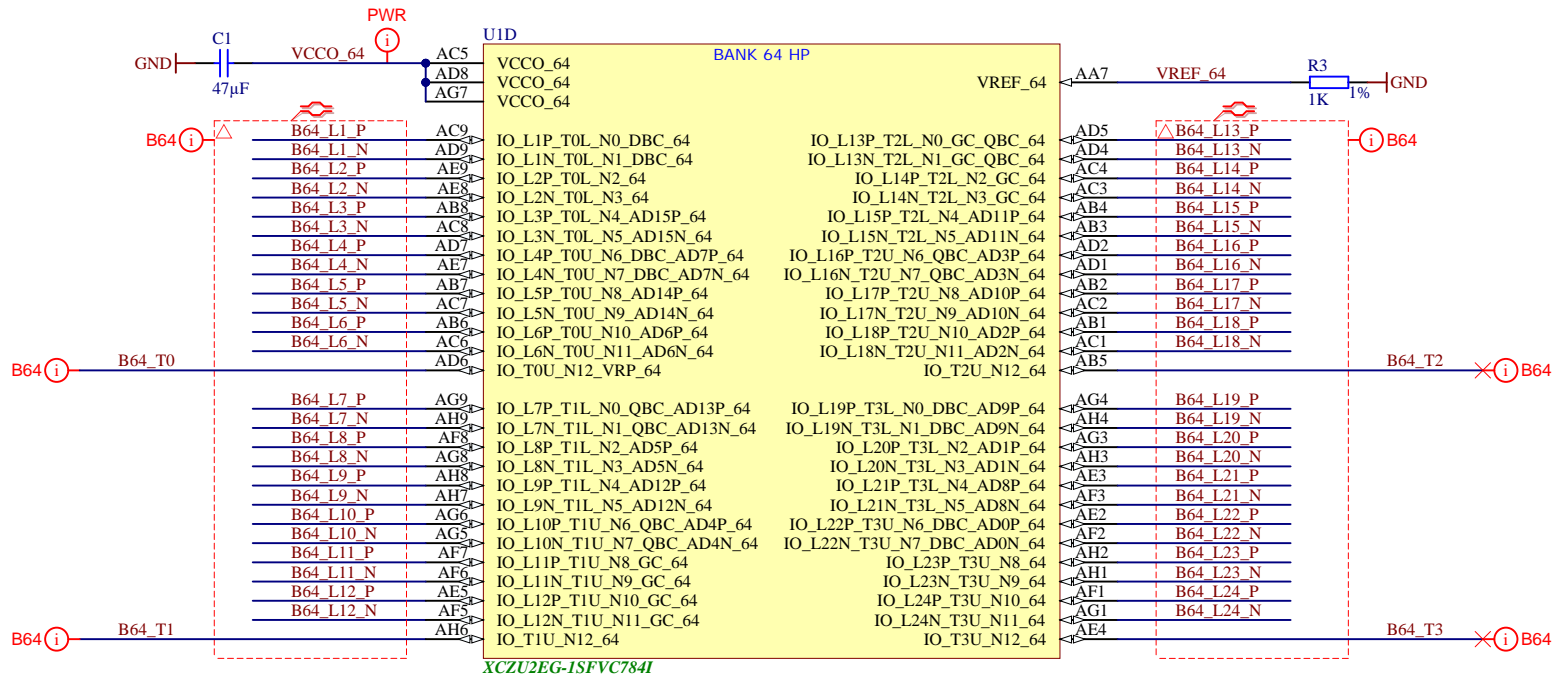 PWR
C1
GND
47µF
VCCO_64
U1D
BANK 64 HP
AC5 VCCO_64
AD8 VCCO_64
AG7 VCCO_64
VREF_64 AA7 VREF_64
R3
1K
1%
GND
B64 i
i B64
B64_L1_P AC9 IO_L1P_T0L_N0_DBC_64 IO_L13P_T2L_N0_GC_QBC_64 AD5 B64_L13_P
B64_L1_N AD9 IO_L1N_T0L_N1_DBC_64 IO_L13N_T2L_N1_GC_QBC_64 AD4 B64_L13_N
B64_L2_P AE9 IO_L2P_T0L_N2_64 IO_L14P_T2L_N2_GC_64 AC4 B64_L14_P
B64_L2_N AE8 IO_L2N_T0L_N3_64 IO_L14N_T2L_N3_GC_64 AC3 B64_L14_N
B64_L3_P AB8 IO_L3P_T0L_N4_AD15P_64 IO_L15P_T2L_N4_AD11P_64 AB4 B64_L15_P
B64_L3_N AC8 IO_L3N_T0L_N5_AD15N_64 IO_L15N_T2L_N5_AD11N_64 AB3 B64_L15_N
B64_L4_P AD7 IO_L4P_T0U_N6_DBC_AD7P_64 IO_L16P_T2U_N6_QBC_AD3P_64 AD2 B64_L16_P
B64_L4_N AE7 IO_L4N_T0U_N7_DBC_AD7N_64 IO_L16N_T2U_N7_QBC_AD3N_64 AD1 B64_L16_N
B64_L5_P AB7 IO_L5P_T0U_N8_AD14P_64 IO_L17P_T2U_N8_AD10P_64 AB2 B64_L17_P
B64_L5_N AC7 IO_L5N_T0U_N9_AD14N_64 IO_L17N_T2U_N9_AD10N_64 AC2 B64_L17_N
B64_L6_P AB6 IO_L6P_T0U_N10_AD6P_64 IO_L18P_T2U_N10_AD2P_64 AB1 B64_L18_P
B64_L6_N AC6 IO_L6N_T0U_N11_AD6N_64 IO_L18N_T2U_N11_AD2N_64 AC1 B64_L18_N
B64 i B64_T0 AD6 IO_T0U_N12_VRP_64 IO_T2U_N12_64 AB5 B64_T2 i B64
B64_L7_P AG9 IO_L7P_T1L_N0_QBC_AD13P_64 IO_L19P_T3L_N0_DBC_AD9P_64 AG4 B64_L19_P
B64_L7_N AH9 IO_L7N_T1L_N1_QBC_AD13N_64 IO_L19N_T3L_N1_DBC_AD9N_64 AH4 B64_L19_N
B64_L8_P AF8 IO_L8P_T1L_N2_AD5P_64 IO_L20P_T3L_N2_AD1P_64 AG3 B64_L20_P
B64_L8_N AG8 IO_L8N_T1L_N3_AD5N_64 IO_L20N_T3L_N3_AD1N_64 AH3 B64_L20_N
B64_L9_P AH8 IO_L9P_T1L_N4_AD12P_64 IO_L21P_T3L_N4_AD8P_64 AE3 B64_L21_P
B64_L9_N AH7 IO_L9N_T1L_N5_AD12N_64 IO_L21N_T3L_N5_AD8N_64 AF3 B64_L21_N
B64_L10_P AG6 IO_L10P_T1U_N6_QBC_AD4P_64 IO_L22P_T3U_N6_DBC_AD0P_64 AE2 B64_L22_P
B64_L10_N AG5 IO_L10N_T1U_N7_QBC_AD4N_64 IO_L22N_T3U_N7_DBC_AD0N_64 AF2 B64_L22_N
B64_L11_P AF7 IO_L11P_T1U_N8_GC_64 IO_L23P_T3U_N8_64 AH2 B64_L23_P
B64_L11_N AF6 IO_L11N_T1U_N9_GC_64 IO_L23N_T3U_N9_64 AH1 B64_L23_N
B64_L12_P AE5 IO_L12P_T1U_N10_GC_64 IO_L24P_T3U_N10_64 AF1 B64_L24_P
B64_L12_N AF5 IO_L12N_T1U_N11_GC_64 IO_L24N_T3U_N11_64 AG1 B64_L24_N
B64 i B64_T1 AH6 IO_T1U_N12_64 IO_T3U_N12_64 AE4 B64_T3 i B64
XCZU2EG-1SFVC784I